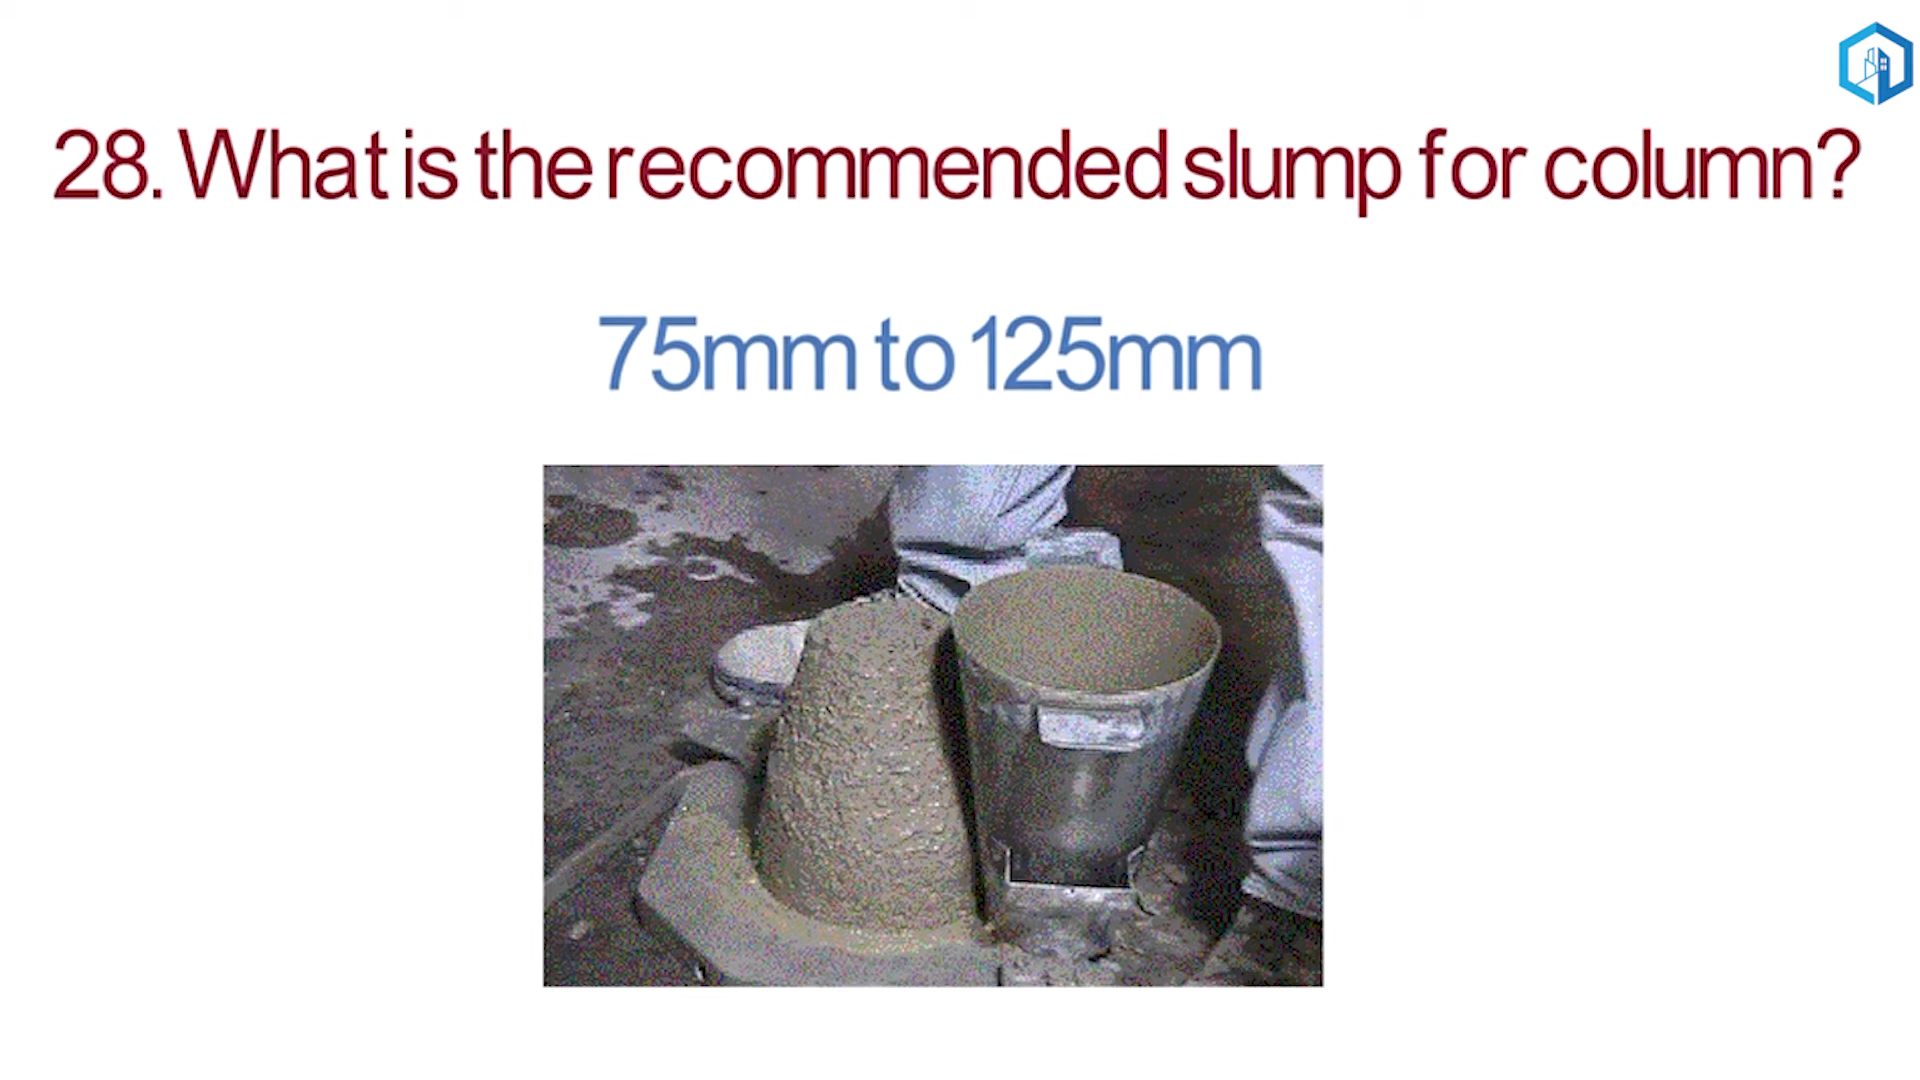 28. What is the recommended slump for column?
75mm to 125mm